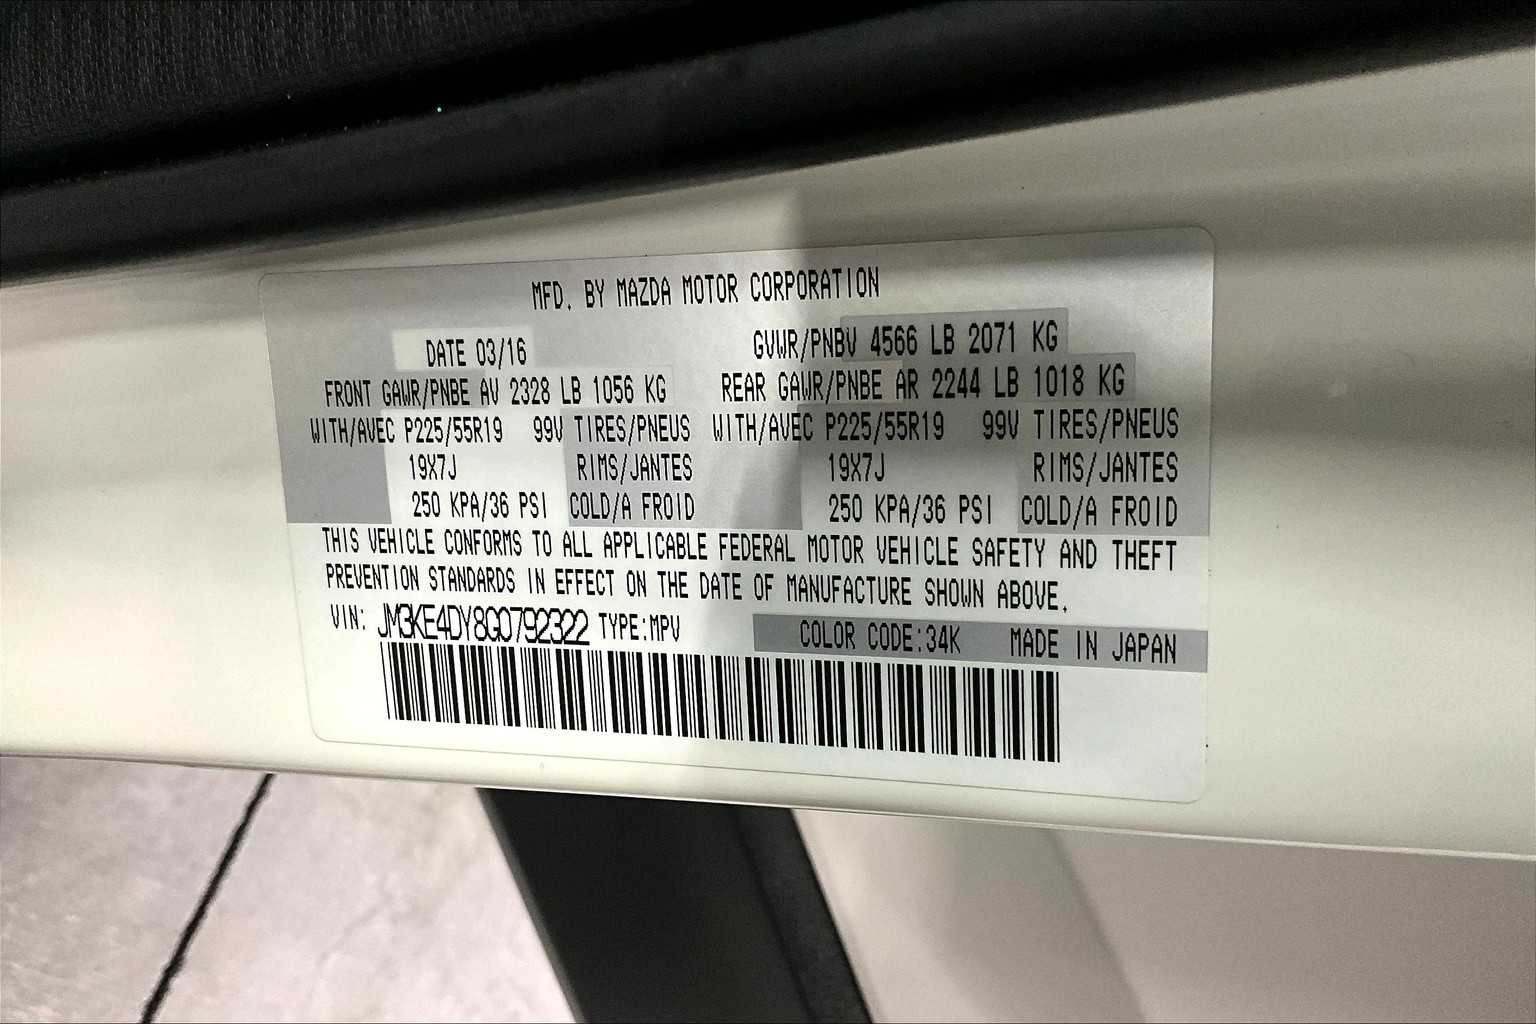 MFD. BY MAZDA MOTOR CORPORATION
DATE 03/16 GVWR/PNBV 4566 LB 2071 KG
FRONT GAWR/PNBE AV 2328 LB 1056 KG REAR GAWR/PNBE AR 2244 LB 1018 KG
WITH/AVEC P225/55R19 99V TIRES/PNEUS WITH/AVEC P225/55R19 99V TIRES/PNEUS
19X7J RIMS/JANTES 19X7J RIMS/JANTES
250 KPA/36 PSI COLD/A FROID 250 KPA/36 PSI COLD/A FROID
THIS VEHICLE CONFORMS TO ALL APPLICABLE FEDERAL MOTOR VEHICLE SAFETY AND THEFT
PREVENTION STANDARDS IN EFFECT ON THE DATE OF MANUFACTURE SHOWN ABOVE.
VIN: JM3KE4DY8G0792322 TYPE:MPV COLOR CODE:34K MADE IN JAPAN